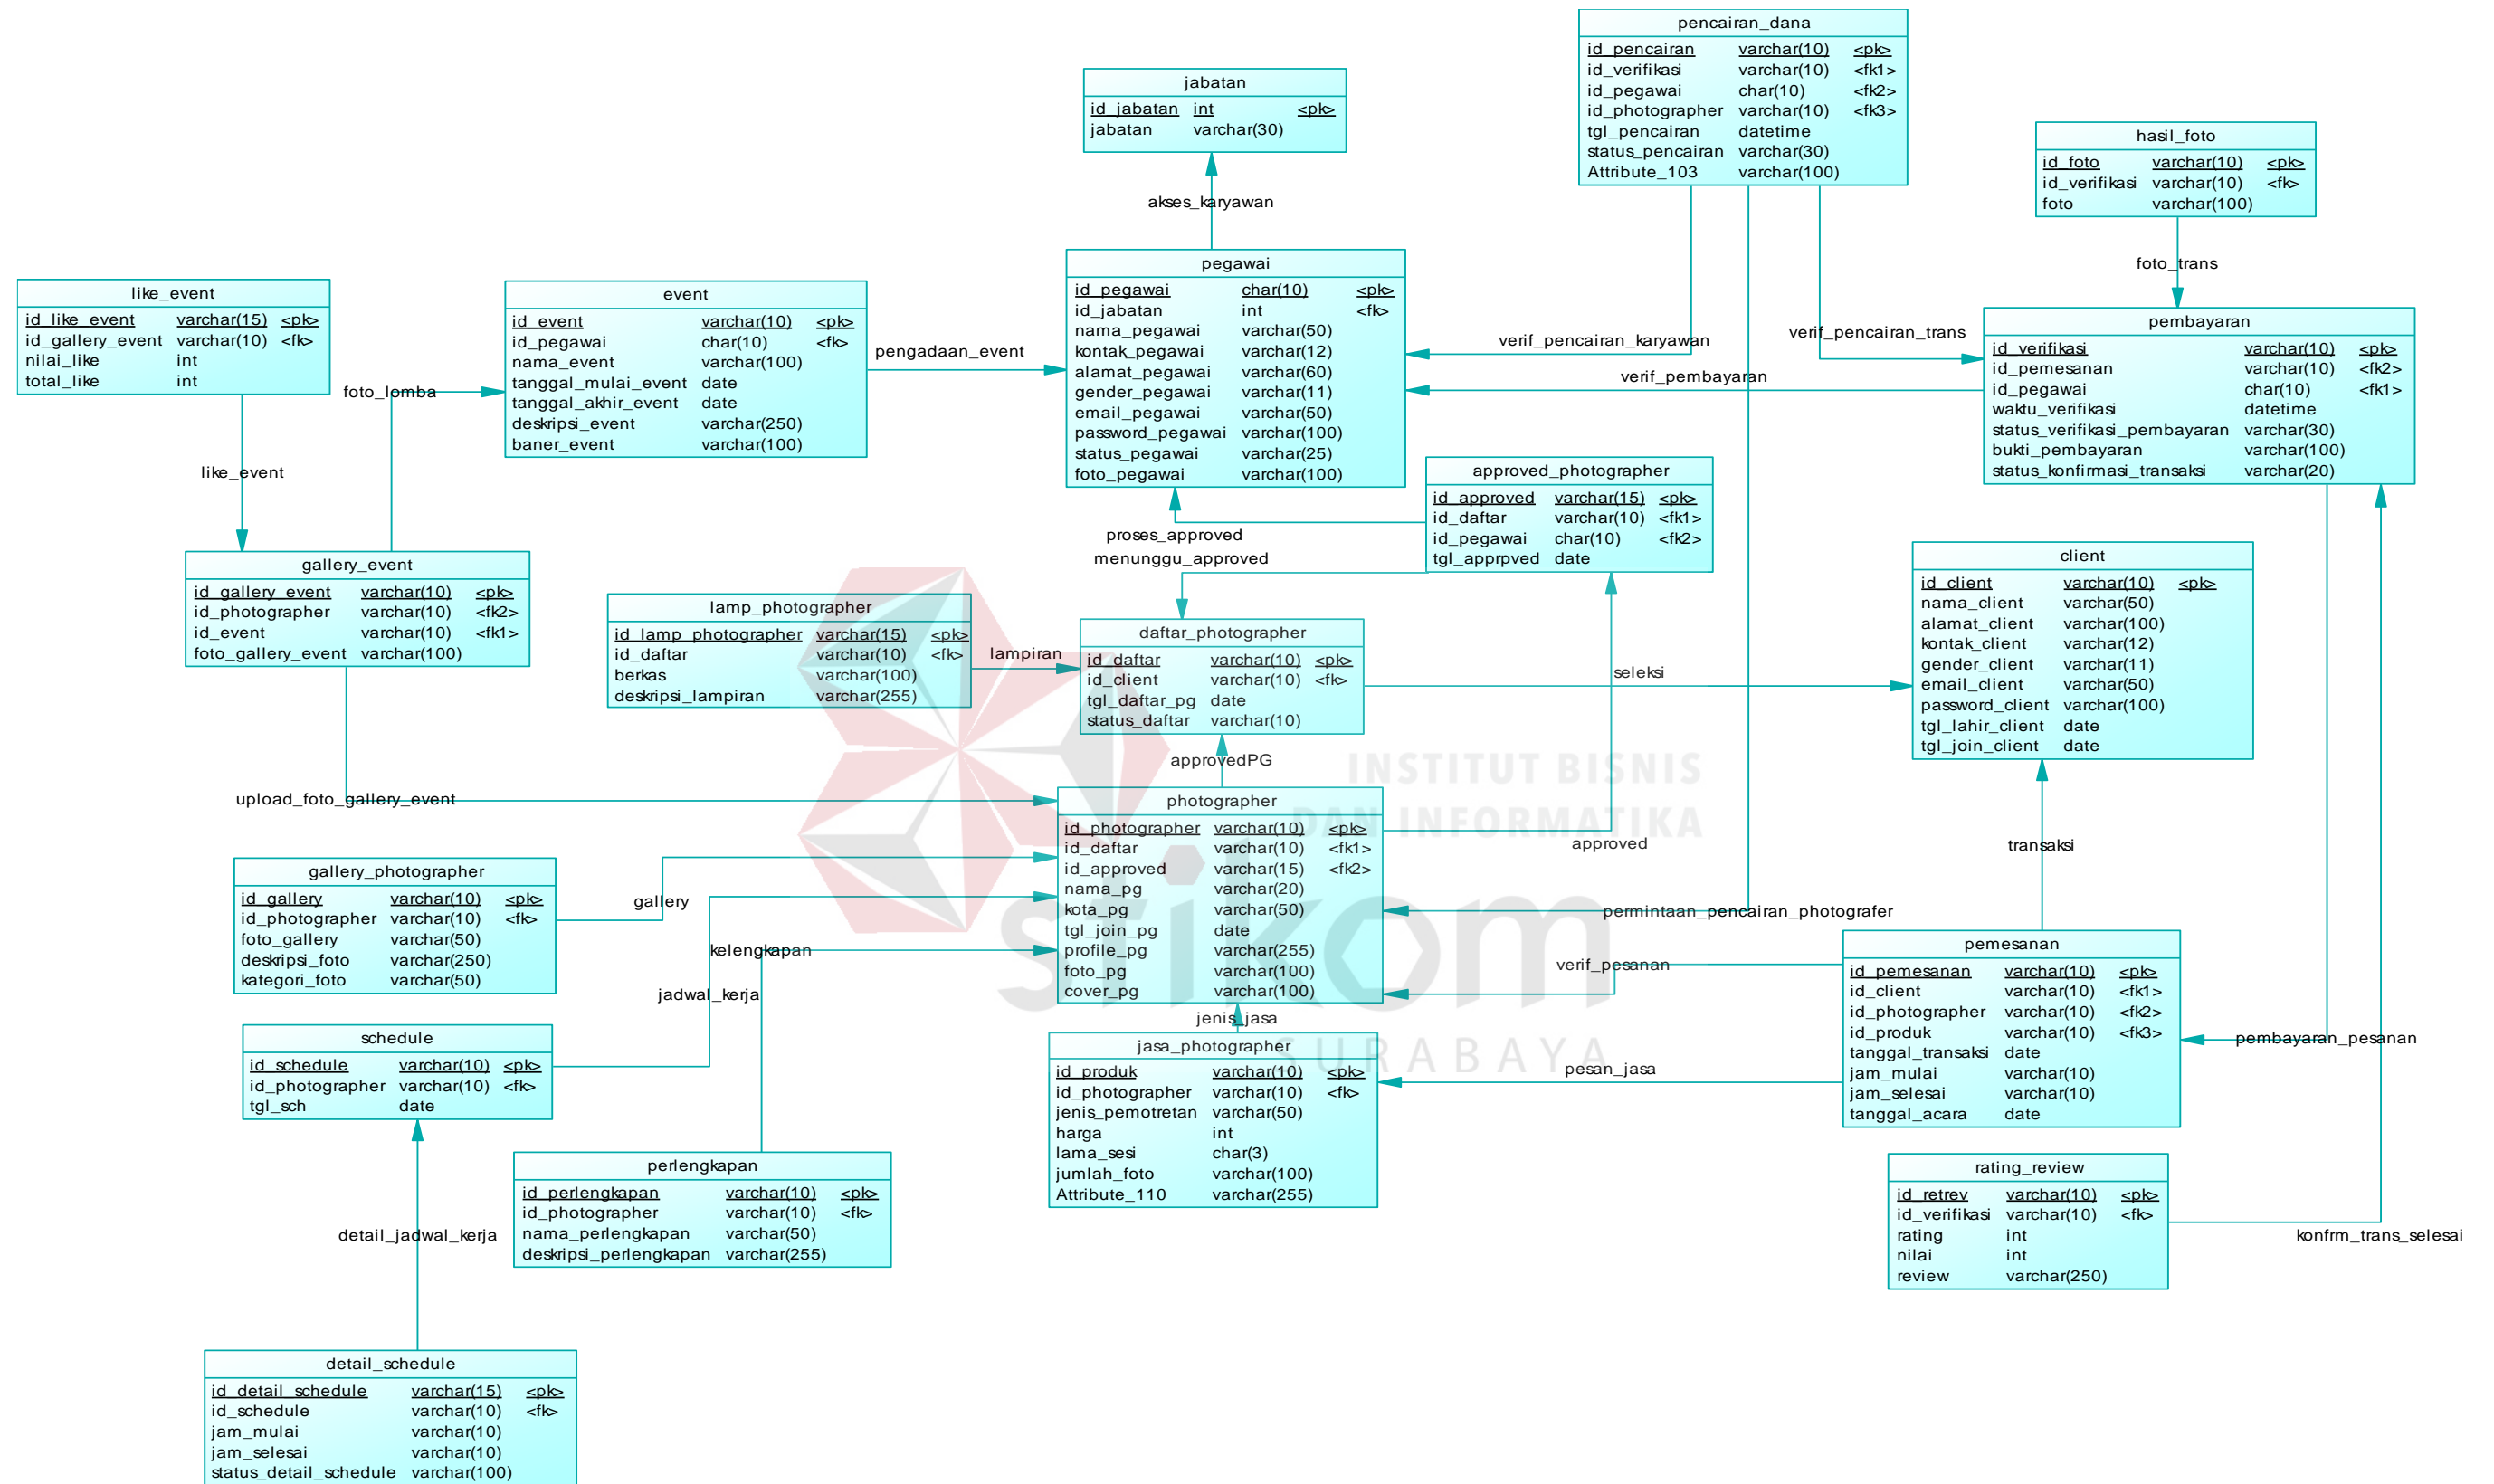 pencairan_dana
id_pencairan varchar(10) <pk>
id_verifikasi varchar(10) <fk1>
id_pegawai char(10) <fk2>
id_photographer varchar(10) <fk3>
tgl_pencairan datetime
status_pencairan varchar(30)
Attribute_103 varchar(100)
jabatan
id_jabatan int <pk>
jabatan varchar(30)
hasil_foto
id_foto varchar(10) <pk>
id_verifikasi varchar(10) <fk>
foto varchar(100)
akses_karyawan
foto_trans
like_event
id_like_event varchar(15) <pk>
id_gallery_event varchar(10) <fk>
nilai_like int
total_like int
event
id_event varchar(10) <pk>
id_pegawai char(10) <fk>
nama_event varchar(100)
tanggal_mulai_event date
tanggal_akhir_event date
deskripsi_event varchar(250)
baner_event varchar(100)
pengadaan_event
pegawai
id_pegawai char(10) <pk>
id_jabatan int <fk>
nama_pegawai varchar(50)
kontak_pegawai varchar(12)
alamat_pegawai varchar(60)
gender_pegawai varchar(11)
email_pegawai varchar(50)
password_pegawai varchar(100)
status_pegawai varchar(25)
foto_pegawai varchar(100)
verif_pencairan_karyawan
verif_pencairan_trans
verif_pembayaran
pembayaran
id_verifikasi varchar(10) <pk>
id_pemesanan varchar(10) <fk2>
id_pegawai char(10) <fk1>
waktu_verifikasi datetime
status_verifikasi_pembayaran varchar(30)
bukti_pembayaran varchar(100)
status_konfirmasi_transaksi varchar(20)
foto_lomba
like_event
approved_photographer
id_approved varchar(15) <pk>
id_daftar varchar(10) <fk1>
id_pegawai char(10) <fk2>
tgl_apprpved date
proses_approved
menunggu_approved
gallery_event
id_gallery_event varchar(10) <pk>
id_photographer varchar(10) <fk2>
id_event varchar(10) <fk1>
foto_gallery_event varchar(100)
lamp_photographer
id_lamp_photographer varchar(15) <pk>
id_daftar varchar(10) <fk>
berkas varchar(100)
deskripsi_lampiran varchar(255)
lampiran
daftar_photographer
id_daftar varchar(10) <pk>
id_client varchar(10) <fk>
tgl_daftar_pg date
status_daftar varchar(10)
seleksi
client
id_client varchar(10) <pk>
nama_client varchar(50)
alamat_client varchar(100)
kontak_client varchar(12)
gender_client varchar(11)
email_client varchar(50)
password_client varchar(100)
tgl_lahir_client date
tgl_join_client date
approvedPG
INSTITUT BISNIS
DAN INFORMATIKA
stikom
SURABAYA
upload_foto_gallery_event
photographer
id_photographer varchar(10) <pk>
id_daftar varchar(10) <fk1>
id_approved varchar(15) <fk2>
nama_pg varchar(20)
kota_pg varchar(50)
tgl_join_pg date
profile_pg varchar(255)
foto_pg varchar(100)
cover_pg varchar(100)
approved
transaksi
gallery_photographer
id_gallery varchar(10) <pk>
id_photographer varchar(10) <fk>
foto_gallery varchar(50)
deskripsi_foto varchar(250)
kategori_foto varchar(50)
gallery
kelengkapan
jadwal_kerja
permintaan_pencairan_photografer
verif_pesanan
jenis_jasa
pemesanan
id_pemesanan varchar(10) <pk>
id_client varchar(10) <fk1>
id_photographer varchar(10) <fk2>
id_produk varchar(10) <fk3>
tanggal_transaksi date
jam_mulai varchar(10)
jam_selesai varchar(10)
tanggal_acara date
pembayaran_pesanan
pesan_jasa
schedule
id_schedule varchar(10) <pk>
id_photographer varchar(10) <fk>
tgl_sch date
jasa_photographer
id_produk varchar(10) <pk>
id_photographer varchar(10) <fk>
jenis_pemotretan varchar(50)
harga int
lama_sesi char(3)
jumlah_foto varchar(100)
Attribute_110 varchar(255)
perlengkapan
id_perlengkapan varchar(10) <pk>
id_photographer varchar(10) <fk>
nama_perlengkapan varchar(50)
deskripsi_perlengkapan varchar(255)
rating_review
id_retrev varchar(10) <pk>
id_verifikasi varchar(10) <fk>
rating int
nilai int
review varchar(250)
konfrm_trans_selesai
detail_jadwal_kerja
detail_schedule
id_detail_schedule varchar(15) <pk>
id_schedule varchar(10) <fk>
jam_mulai varchar(10)
jam_selesai varchar(10)
status_detail_schedule varchar(100)